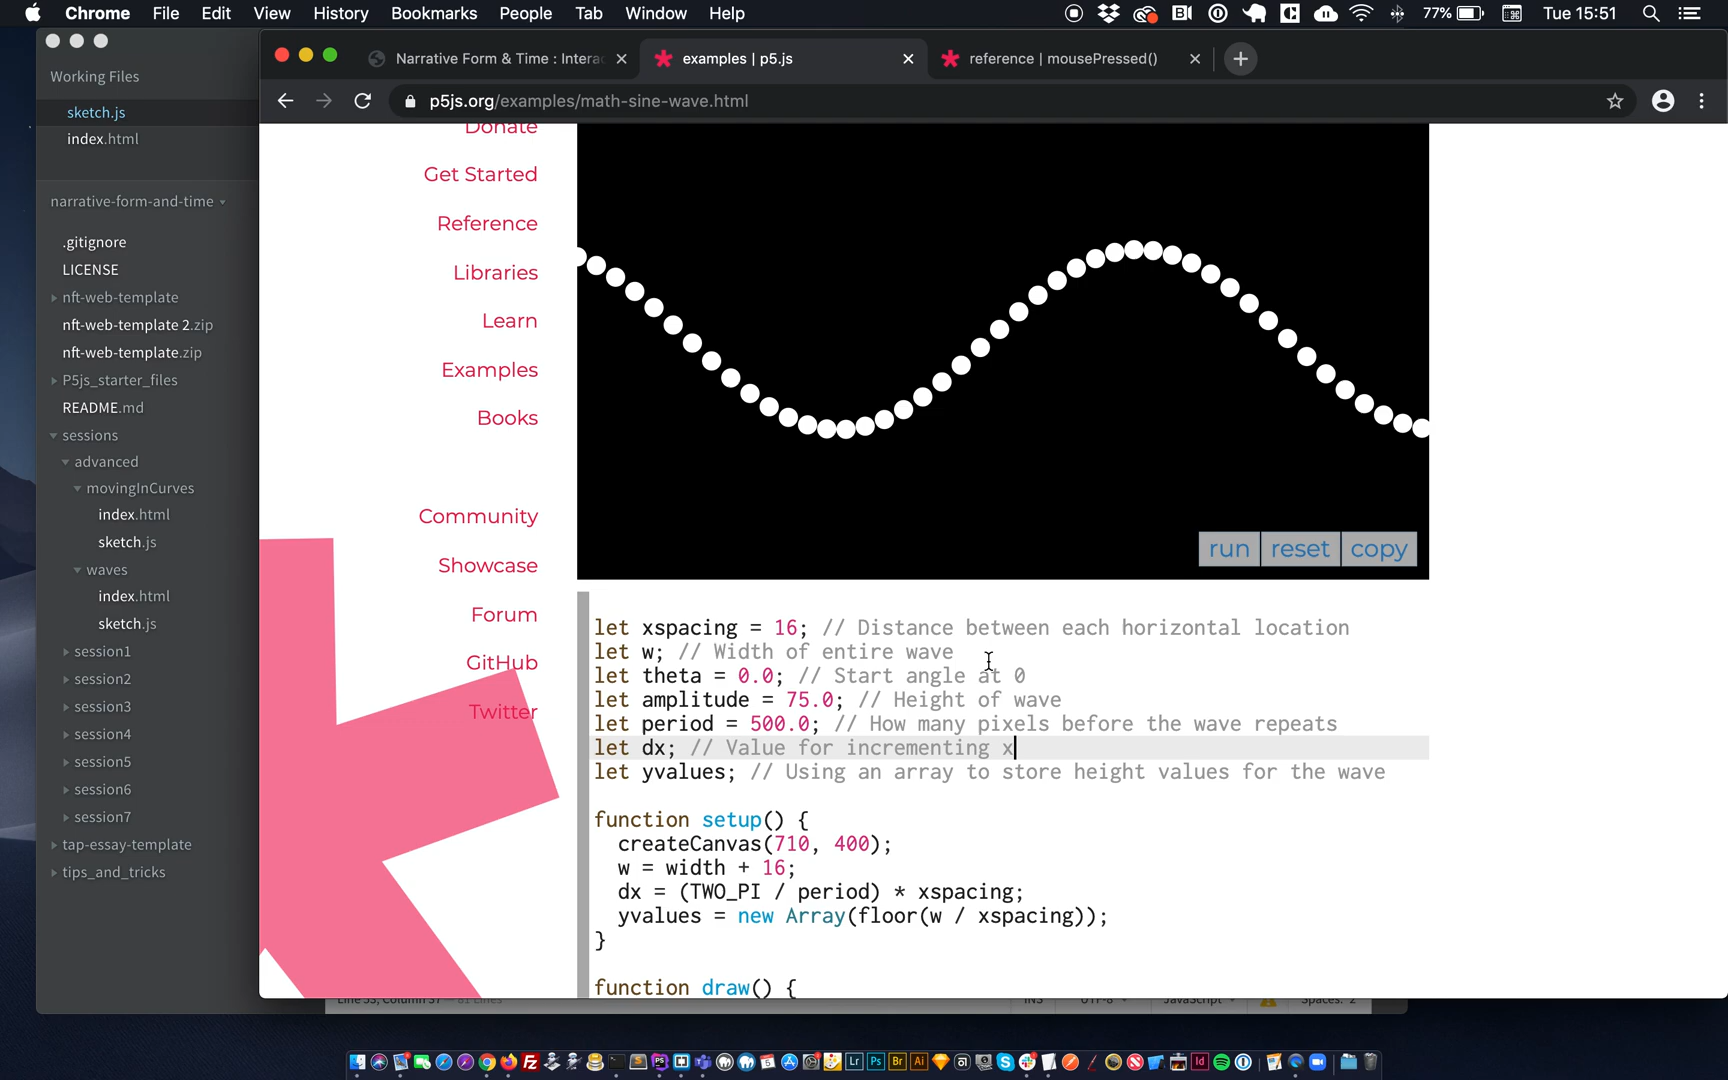 Chrome File Edit View History Bookmarks People Tab Window Help 77% Tue 15:51
Working Files
sketch.js
index.html
narrative-form-and-time
.gitignore
LICENSE
nft-web-template
nft-web-template 2.zip
nft-web-template.zip
P5js_starter_files
README.md
sessions
advanced
movingInCurves
index.html
sketch.js
waves
index.html
sketch.js
session1
session2
session3
session4
session5
session6
session7
tap-essay-template
tips_and_tricks
Narrative Form & Time : Intera
examples | p5.js
reference | mousePressed()
p5js.org/examples/math-sine-wave.html
Donate
Get Started
Reference
Libraries
Learn
Examples
Books
Community
Showcase
Forum
GitHub
Twitter
run reset copy
let xspacing = 16; // Distance between each horizontal location
let w; // Width of entire wave
let theta = 0.0; // Start angle at 0
let amplitude = 75.0; // Height of wave
let period = 500.0; // How many pixels before the wave repeats
let dx; // Value for incrementing x
let yvalues; // Using an array to store height values for the wave
function setup() {
createCanvas(710, 400);
w = width + 16;
dx = (TWO_PI / period) * xspacing;
yvalues = new Array(floor(w / xspacing));
}
function draw() {